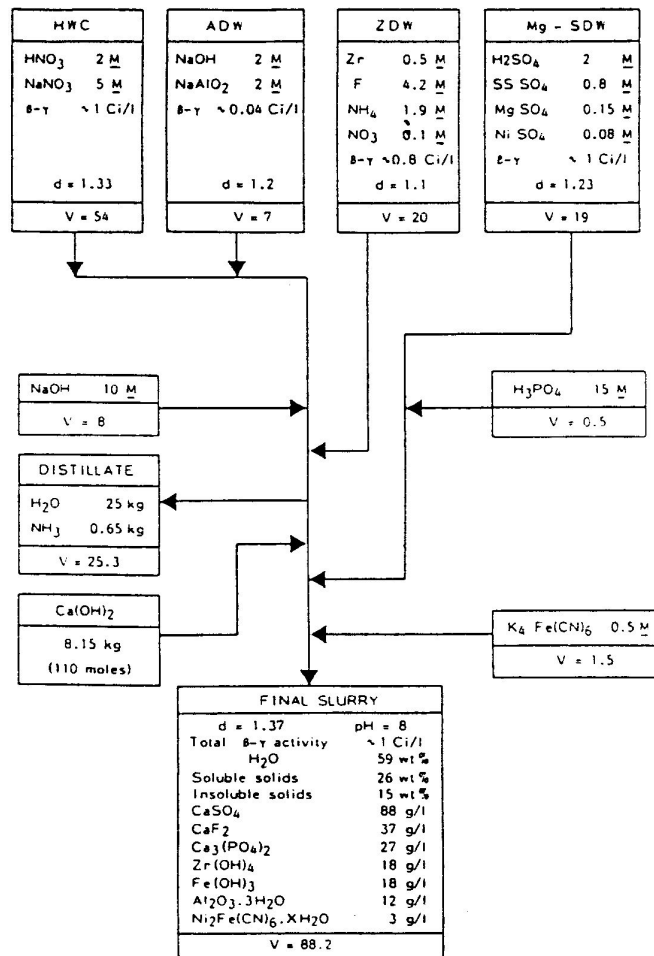 HWC
HNO3 2 M
NaNO3 5 M
β-γ ~ 1 Ci/l
d = 1.33
V = 54
ADW
NaOH 2 M
NaAlO2 2 M
β-γ ~0.04 Ci/l
d = 1.2
V = 7
ZDW
Zr 0.5 M
F 4.2 M
NH4 1.9 M
NO3 0.1 M
β-γ ~0.8 Ci/l
d = 1.1
V = 20
Mg - SDW
H2SO4 2 M
SS SO4 0.8 M
Mg SO4 0.15 M
Ni SO4 0.08 M
β-γ ~ 1 Ci/l
d = 1.23
V = 19
NaOH 10 M
V = 8
H3PO4 15 M
V = 0.5
DISTILLATE
H2O 25 kg
NH3 0.65 kg
V = 25.3
Ca(OH)2
8.15 kg
(110 moles)
K4 Fe(CN)6 0.5 M
V = 1.5
FINAL SLURRY
d = 1.37 pH = 8
Total β-γ activity ~ 1 Ci/l
H2O 59 wt %
Soluble solids 26 wt %
Insoluble solids 15 wt %
CaSO4 88 g/l
CaF2 37 g/l
Ca3(PO4)2 27 g/l
Zr(OH)4 18 g/l
Fe(OH)3 18 g/l
Al2O3.3H2O 12 g/l
Ni2Fe(CN)6.XH2O 3 g/l
V = 88.2